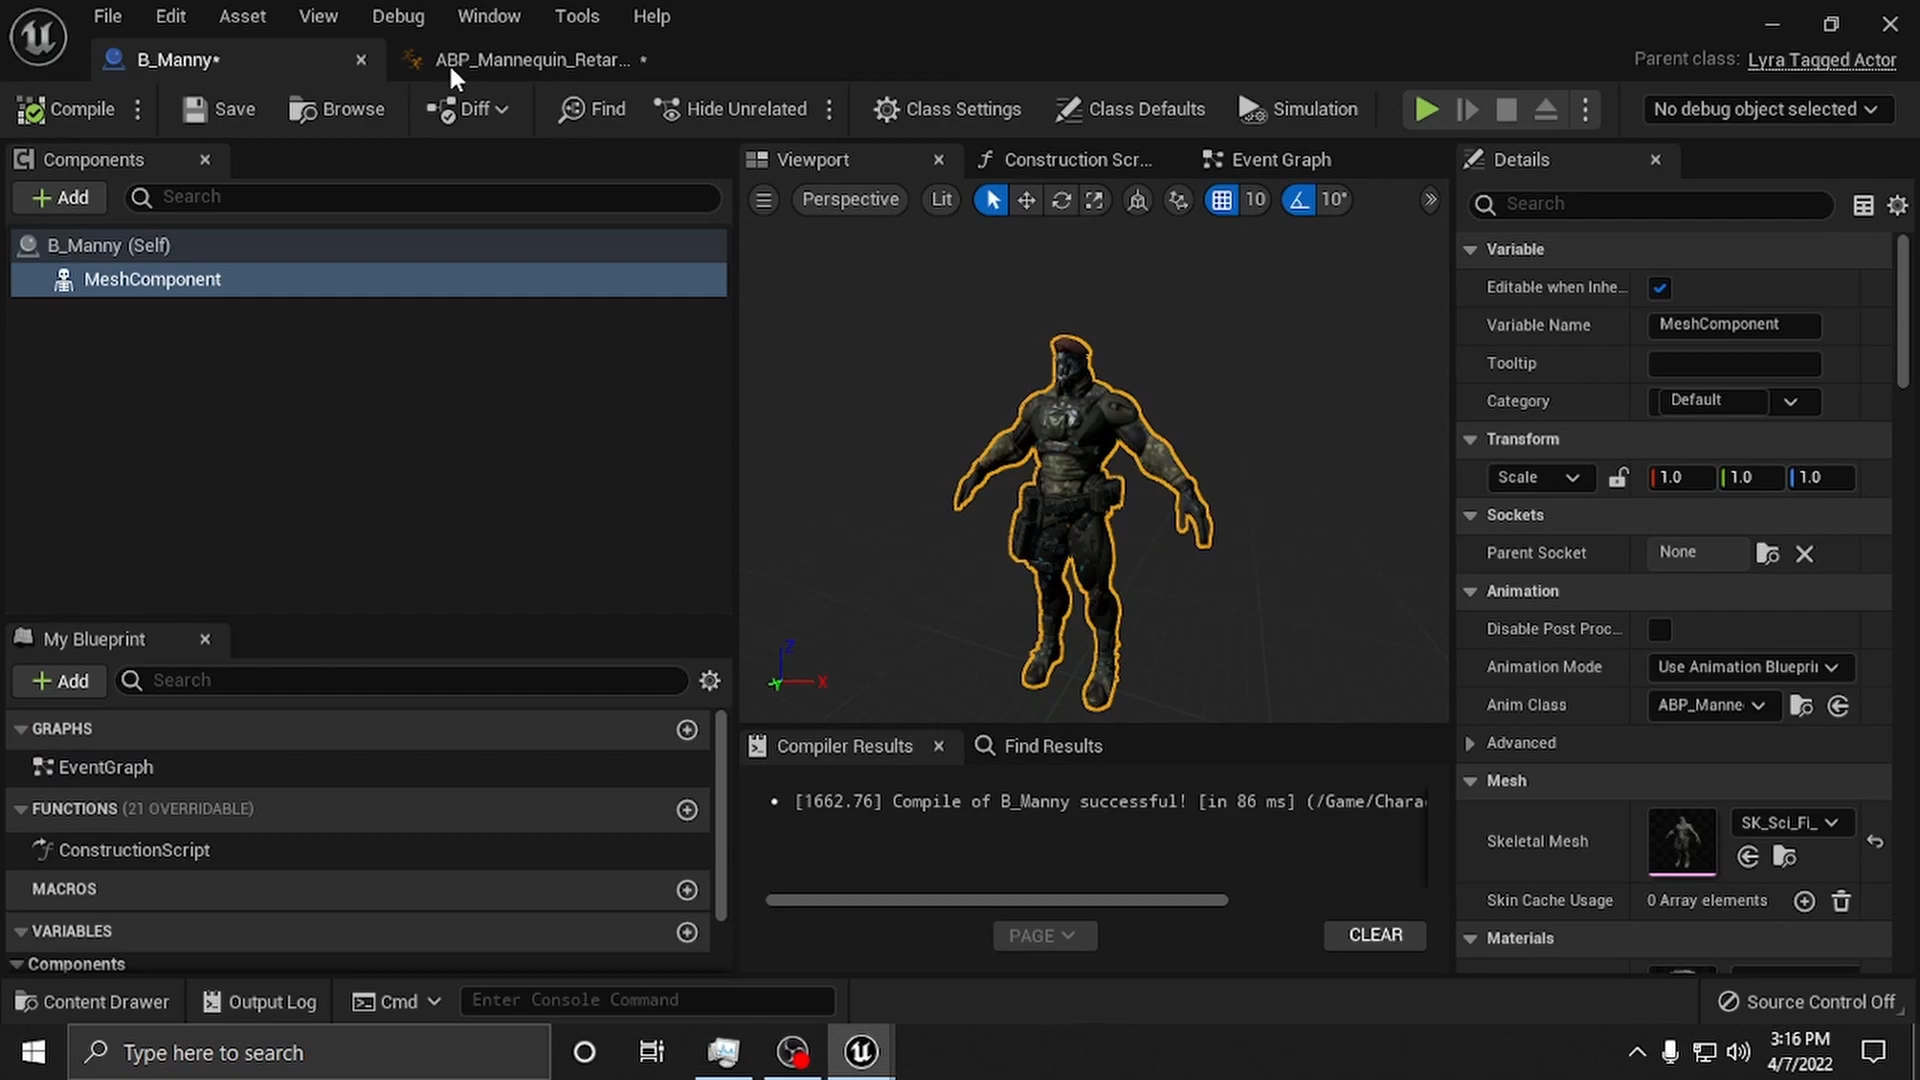 File Edit Asset View Debug Window Tools Help
B_Manny* ABP_Mannequin_Retar... *
Parent class: Lyra Tagged Actor
Compile Save Browse Diff Find Hide Unrelated Class Settings Class Defaults Simulation No debug object selected
Components
Add Search
B_Manny (Self)
MeshComponent
Viewport Construction Scr... Event Graph
Perspective Lit 10 10°
Z
X
Y
Details
Search
Variable
Editable when Inhe...
Variable Name MeshComponent
Tooltip
Category Default
Transform
Scale 1.0 1.0 1.0
Sockets
Parent Socket None
Animation
Disable Post Proc...
Animation Mode Use Animation Blueprin
Anim Class ABP_Manne
Advanced
Mesh
Skeletal Mesh SK_Sci_Fi_
Skin Cache Usage 0 Array elements
Materials
My Blueprint
Add Search
GRAPHS
EventGraph
FUNCTIONS (21 OVERRIDABLE)
ConstructionScript
MACROS
VARIABLES
Components
Compiler Results Find Results
[1662.76] Compile of B_Manny successful! [in 86 ms] (/Game/Chara
PAGE CLEAR
Content Drawer Output Log Cmd Enter Console Command Source Control Off
Type here to search
3:16 PM
4/7/2022